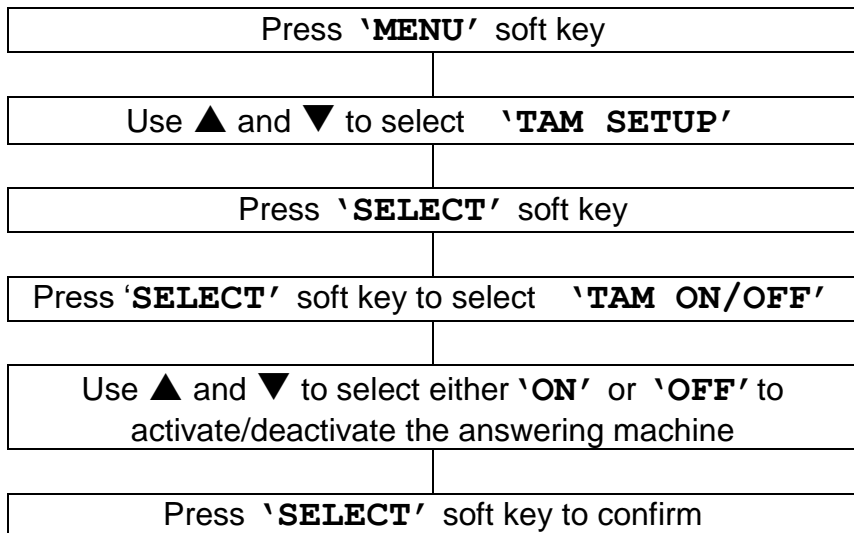 Press ‘MENU’ soft key
Use ▲ and ▼ to select ‘TAM SETUP’
Press ‘SELECT’ soft key
Press ‘SELECT’ soft key to select ‘TAM ON/OFF’
Use ▲ and ▼ to select either ‘ON’ or ‘OFF’ to
activate/deactivate the answering machine
Press ‘SELECT’ soft key to confirm